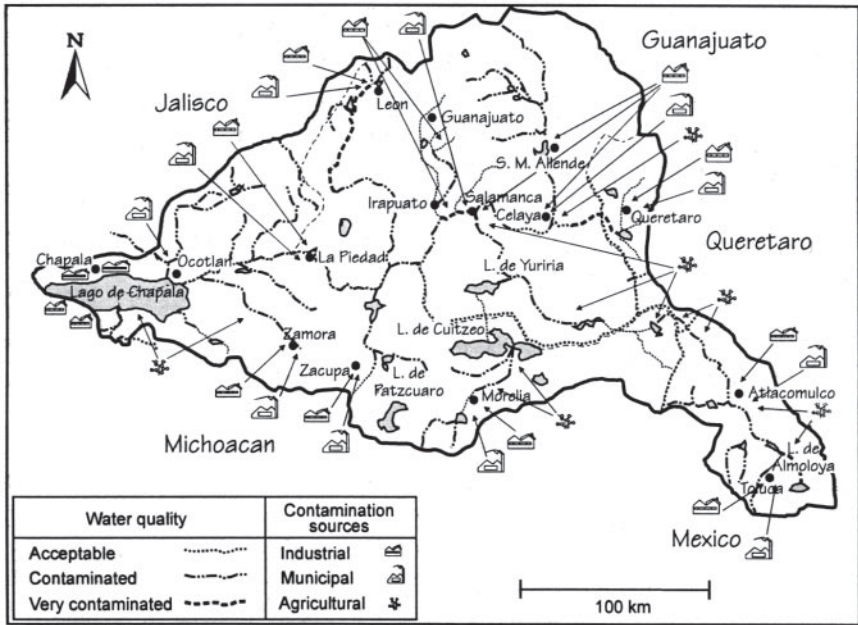 N
Guanajuato
Jalisco
Leon
Guanajuato
S. M. Allende
Irapuato
Salamanca
Celaya
Queretaro
Queretaro
Chapala
Ocotlan
La Piedad
L. de Yuriria
Lago de Chapala
L. de Cuitzeo
Zamora
Zacupa
L. de
Patzcuaro
Morelia
Atlacomulco
Michoacan
L. de
Almoloya
Toluca
Mexico
Water quality
Contamination
sources
Acceptable
Industrial
Contaminated
Municipal
Very contaminated
Agricultural
100 km